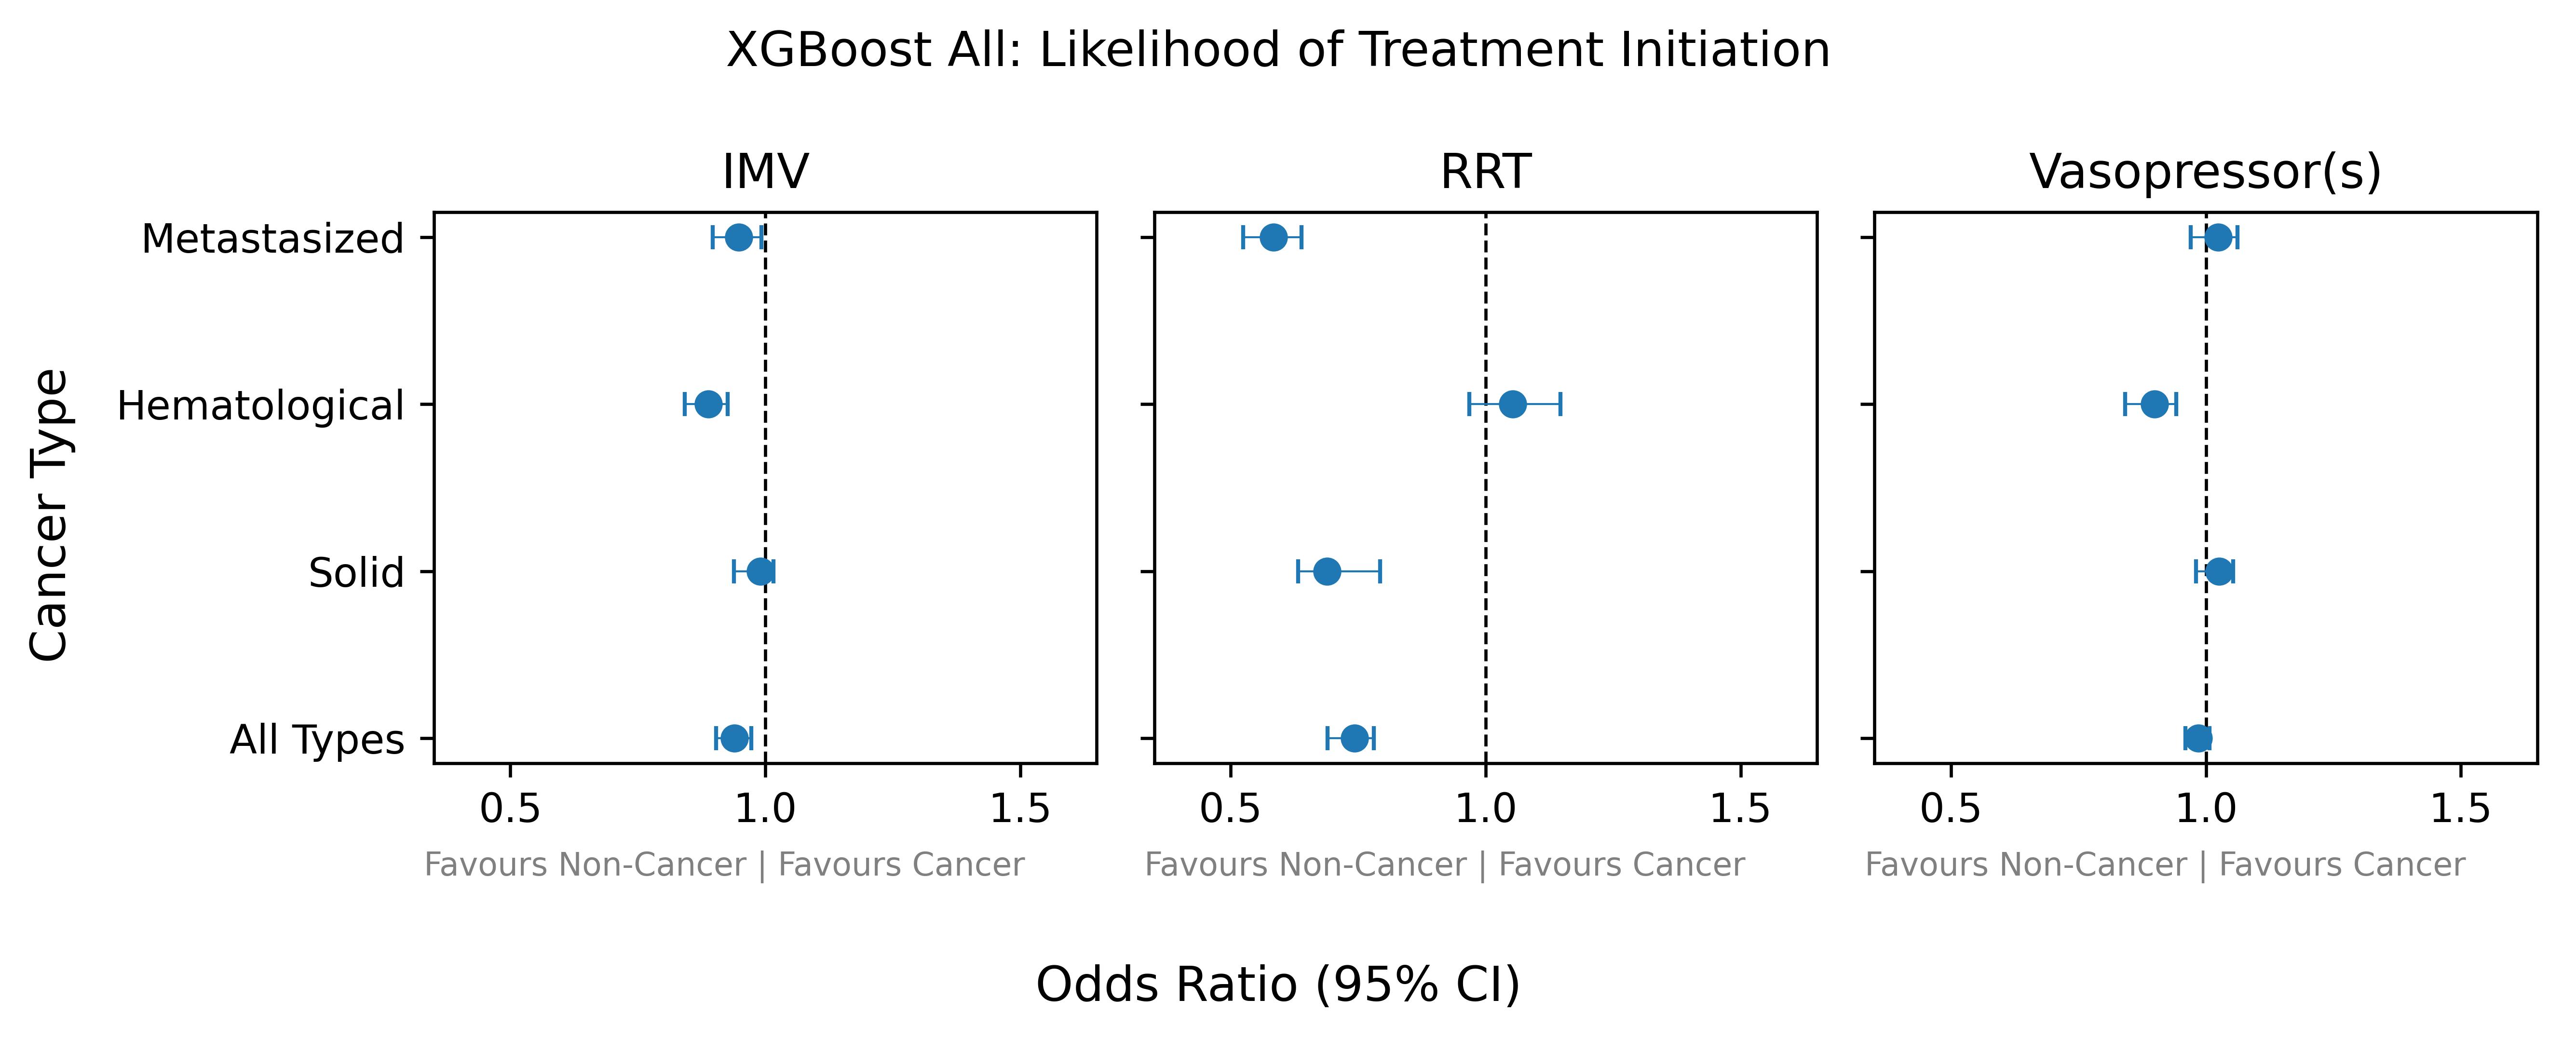 XGBoost All: Likelihood of Treatment Initiation
IMV
RRT
Vasopressor(s)
Cancer Type
Metastasized
Hematological
Solid
All Types
0.5 1.0 1.5
0.5 1.0 1.5
0.5 1.0 1.5
Favours Non-Cancer | Favours Cancer
Favours Non-Cancer | Favours Cancer
Favours Non-Cancer | Favours Cancer
Odds Ratio (95% CI)